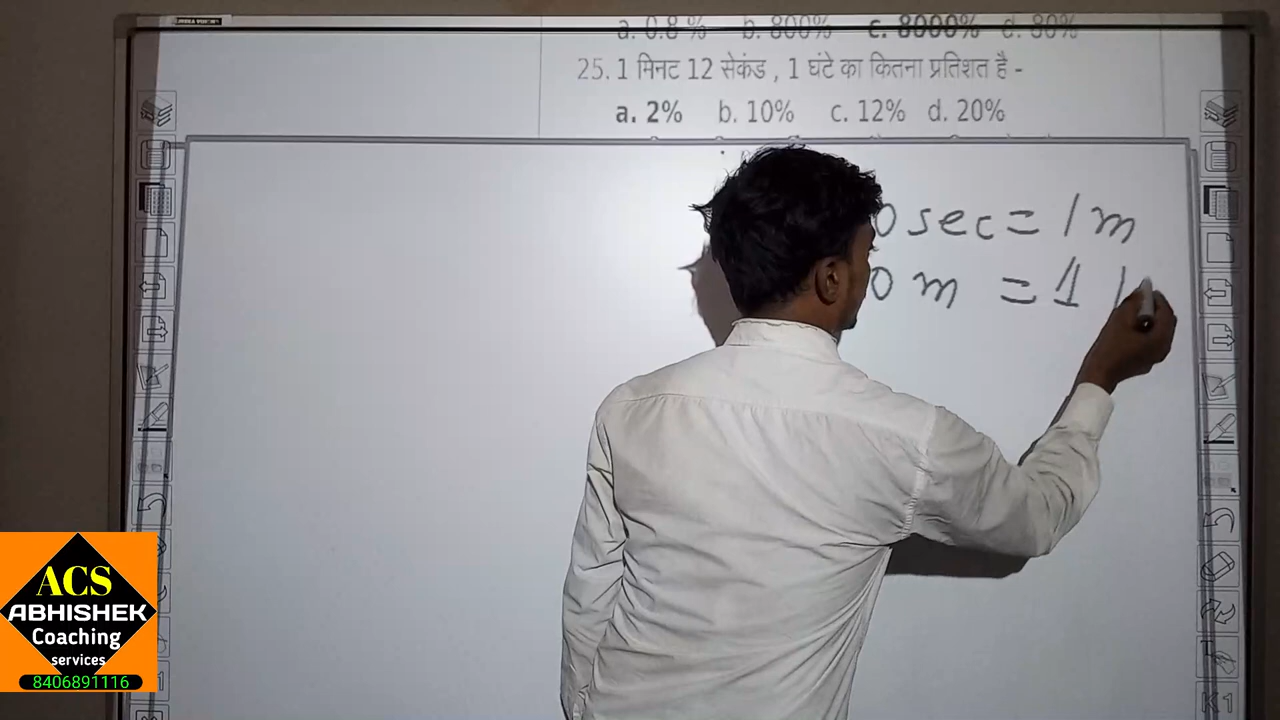 a. 0.8 % b. 800% c. 8000% d. 80%
25. 1 मिनट 12 सेकंड , 1 घंटे का कितना प्रतिशत है -
a. 2% b. 10% c. 12% d. 20%
0 sec = 1 m
0 m = 1
ACS
ABHISHEK
Coaching
services
8406891116